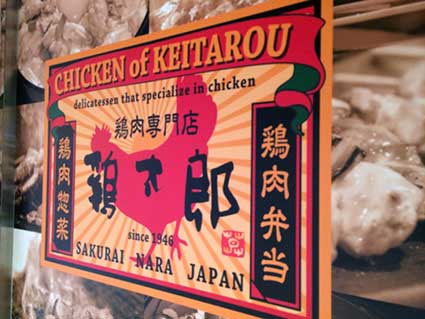 CHICKEN of KEITAROU
delicatessen that specialize in chicken
鶏肉専門店
鶏肉惣菜
鶏太郎
鶏肉弁当
since 1946
SAKURAI NARA JAPAN